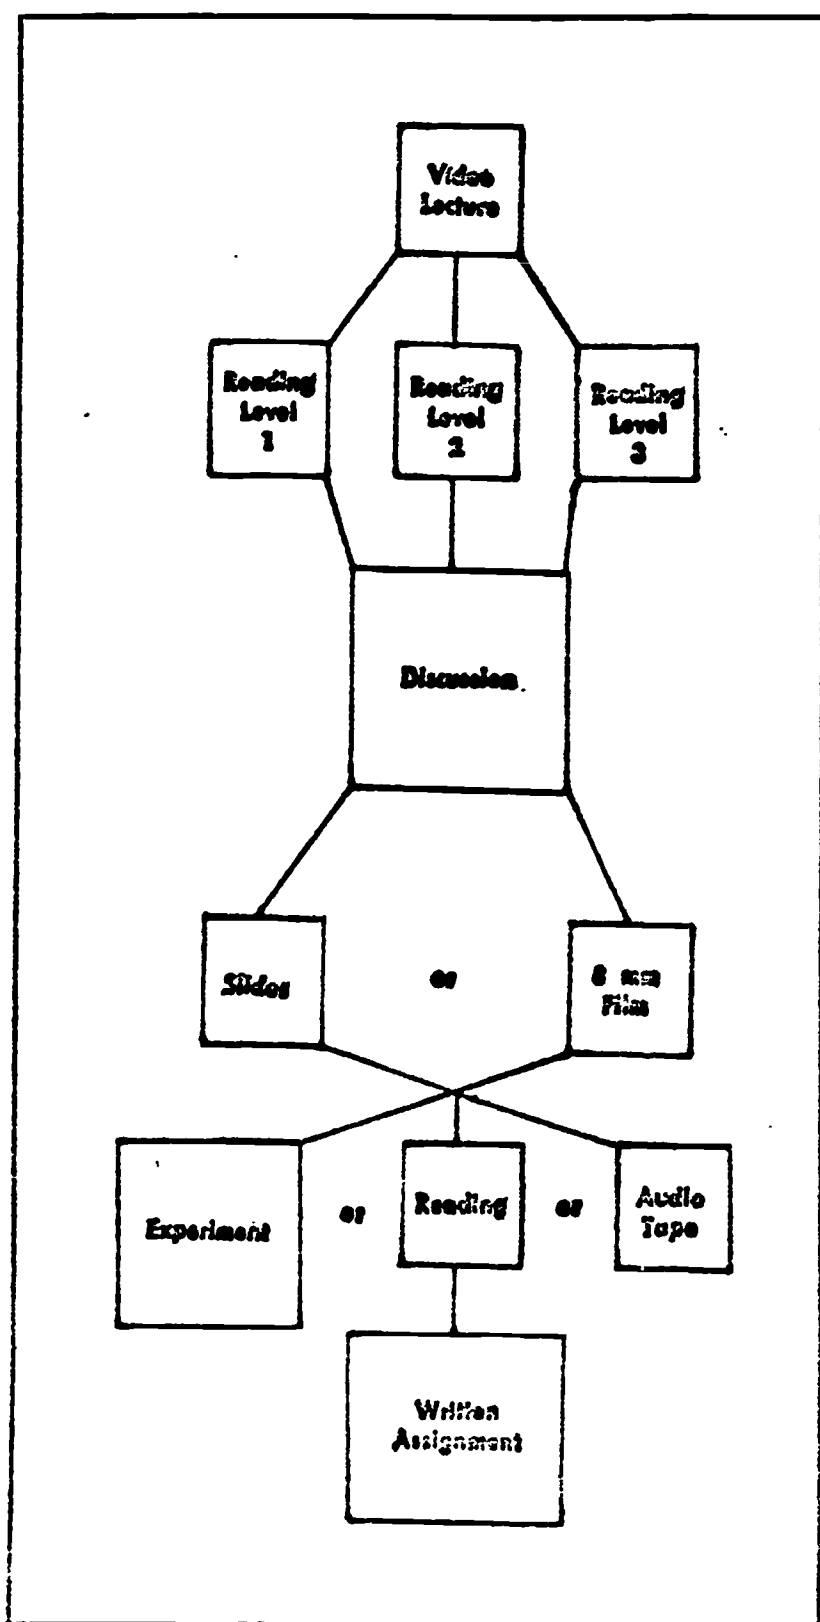 Video
Lecture
Reading
Level
1
Reading
Level
2
Reading
Level
3
Discussion
Slides
or
8 mm
Film
Experiment
or
Reading
or
Audio
Tape
Written
Assignment